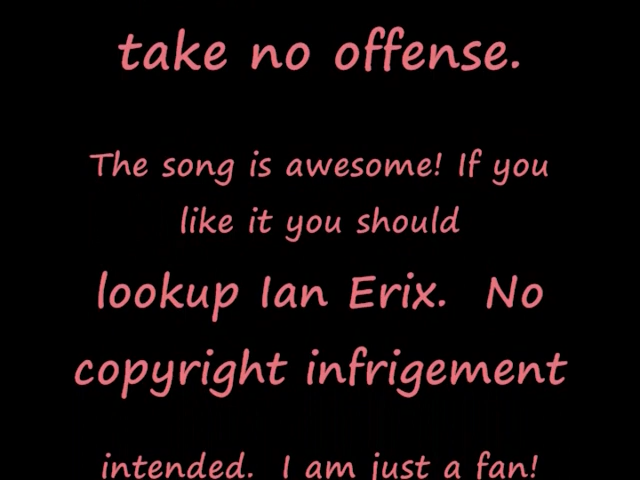 take no offense.
The song is awesome! If you
like it you should
lookup Ian Erix.  No
copyright infrigement
intended.  I am just a fan!